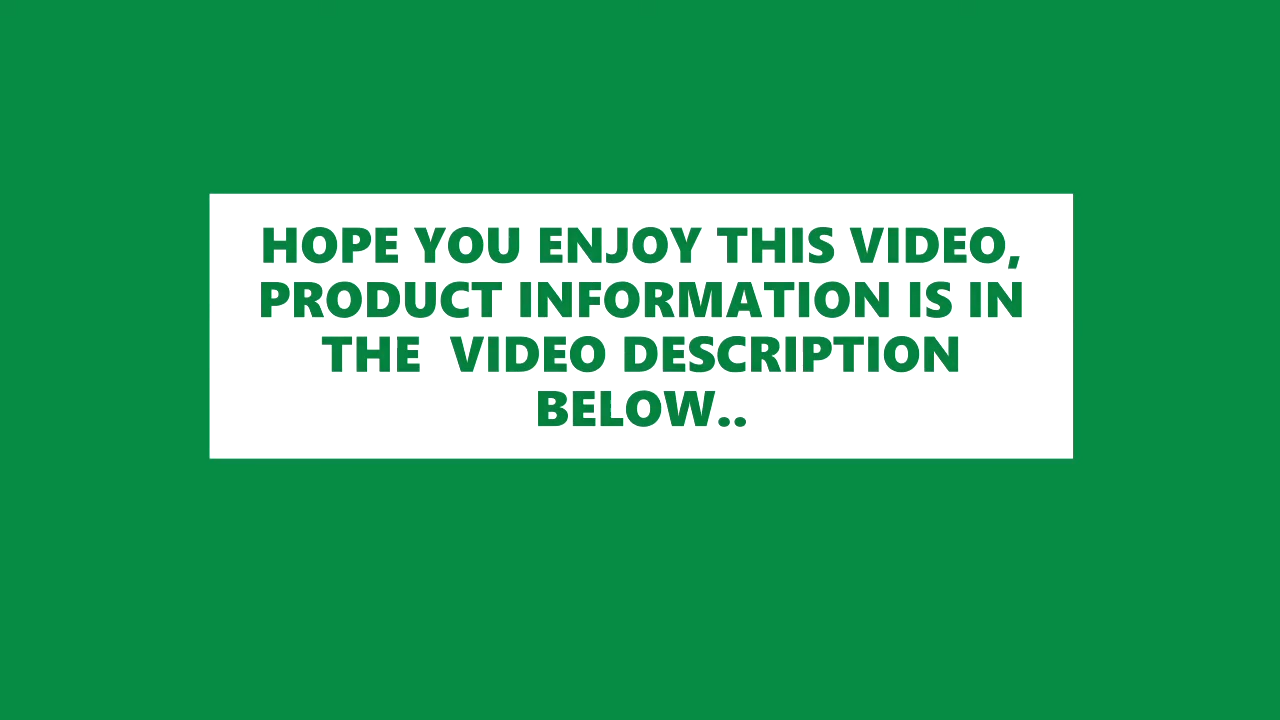 HOPE YOU ENJOY THIS VIDEO,
PRODUCT INFORMATION IS IN
THE  VIDEO DESCRIPTION
BELOW..